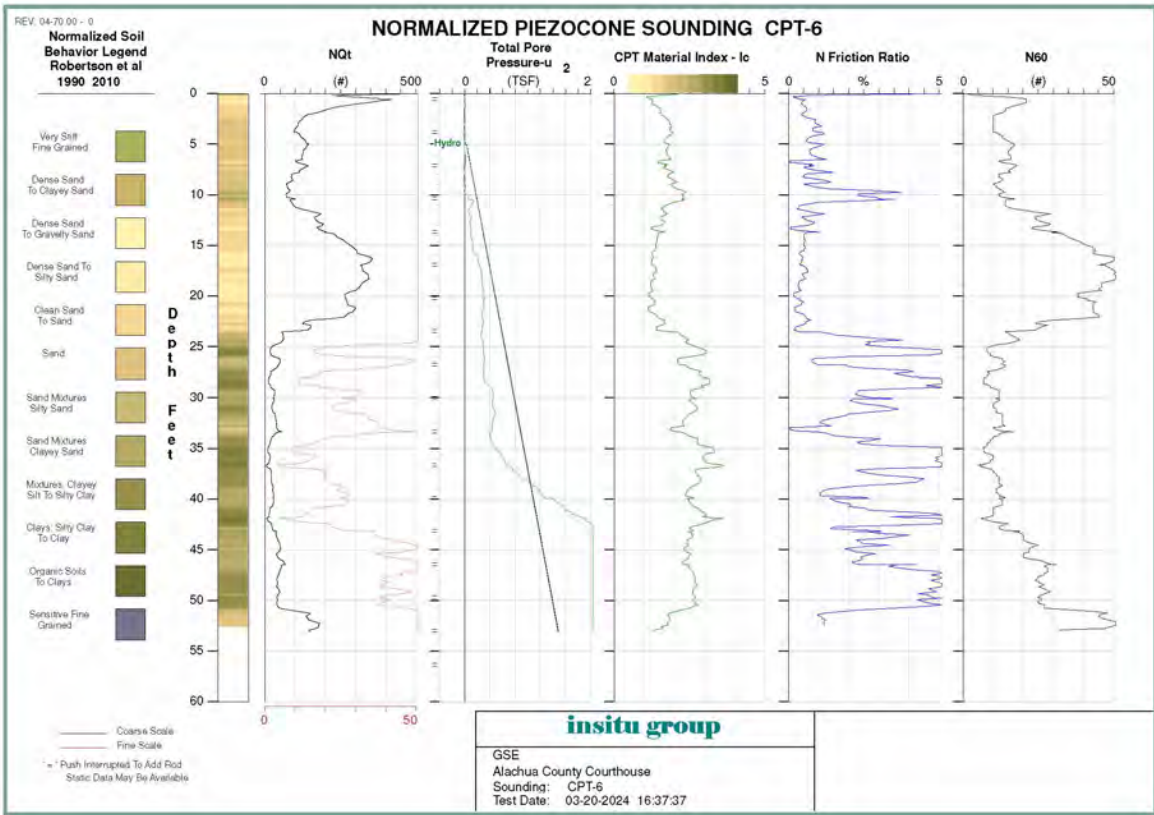 REV. 04-70.00 - 0
NORMALIZED PIEZOCONE SOUNDING CPT-6
Normalized Soil
Behavior Legend
Robertson et al
1990 2010
NQt
(#)
0 500
Total Pore
Pressure-u 2
(TSF)
0 2
CPT Material Index - Ic
0 5
N Friction Ratio
%
0 5
N60
(#)
0 50
Very Stiff
Fine Grained
Dense Sand
To Clayey Sand
Dense Sand
To Gravelly Sand
Dense Sand To
Silty Sand
Clean Sand
To Sand
Sand
Sand Mixtures
Silty Sand
Sand Mixtures
Clayey Sand
Mixtures; Clayey
Silt To Silty Clay
Clays; Silty Clay
To Clay
Organic Soils
To Clays
Sensitive Fine
Grained
Depth Feet
0
5
10
15
20
25
30
35
40
45
50
55
60
Hydro
0 50
Coarse Scale
Fine Scale
'=' Push Interrupted To Add Rod
Static Data May Be Available
insitu group
GSE
Alachua County Courthouse
Sounding: CPT-6
Test Date: 03-20-2024 16:37:37